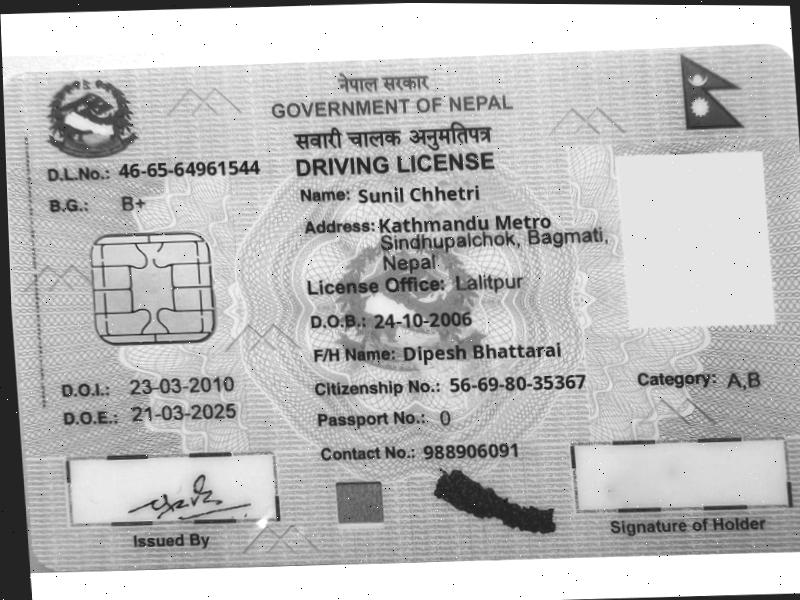 नेपाल सरकार
GOVERNMENT OF NEPAL
सवारी चालक अनुमतिपत्र
DRIVING LICENSE
D.L.No.: 46-65-64961544
B.G.: B+
Name: Sunil Chhetri
Address: Kathmandu Metro
Sindhupalchok, Bagmati,
Nepal
License Office: Lalitpur
D.O.B.: 24-10-2006
F/H Name: Dipesh Bhattarai
D.O.I.: 23-03-2010
Citizenship No.: 56-69-80-35367
Category: A,B
D.O.E.: 21-03-2025
Passport No.: 0
Contact No.: 988906091
Issued By
Signature of Holder